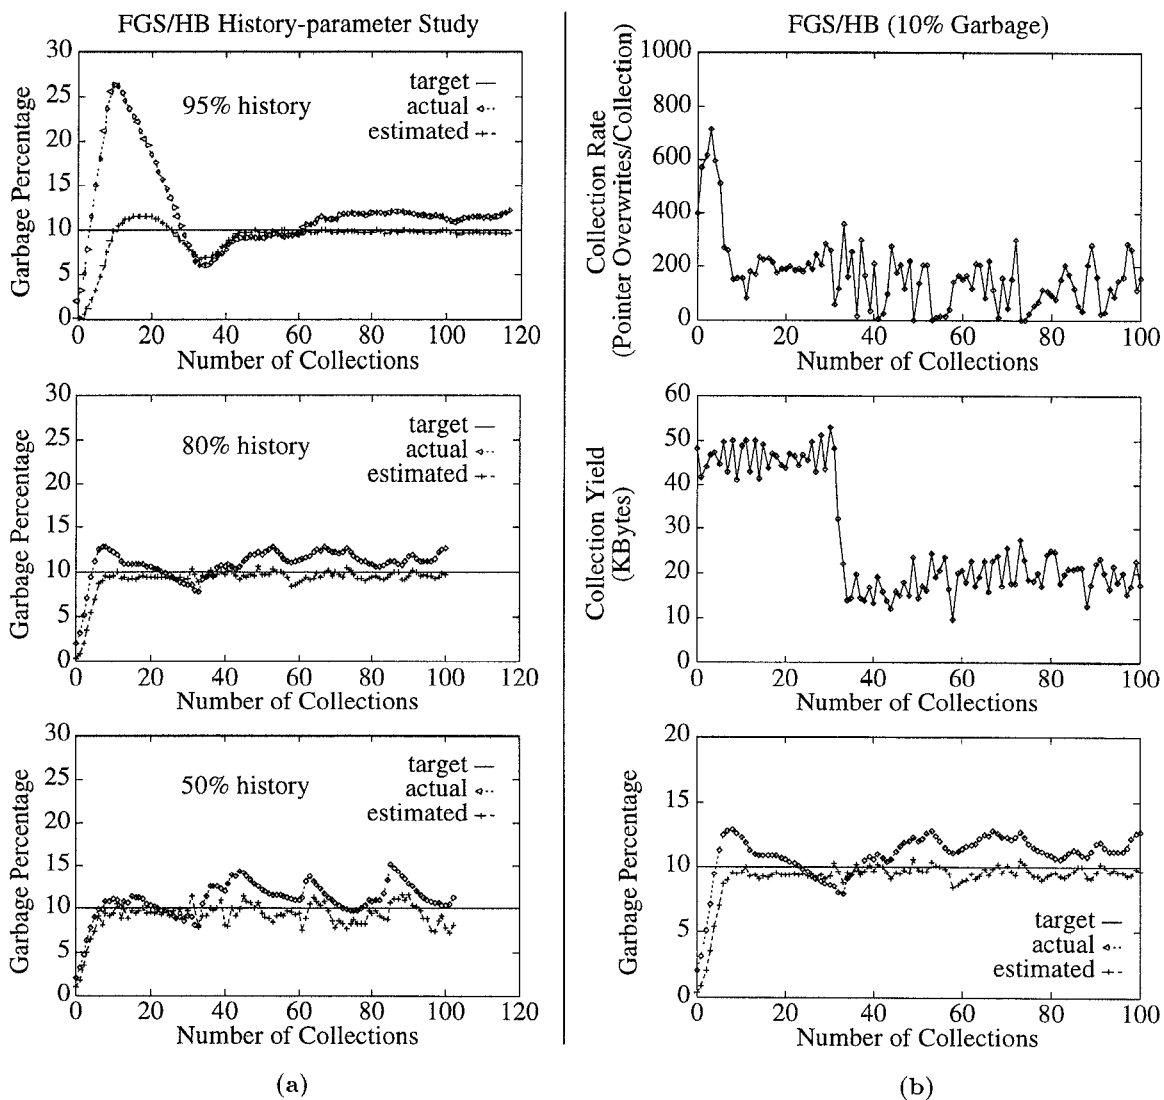 FGS/HB History-parameter Study
Garbage Percentage
30
25
20
15
10
5
0
95% history
target
actual
estimated
0 20 40 60 80 100 120
Number of Collections
Garbage Percentage
30
25
20
15
10
5
0
80% history
target
actual
estimated
0 20 40 60 80 100 120
Number of Collections
Garbage Percentage
30
25
20
15
10
5
0
50% history
target
actual
estimated
0 20 40 60 80 100 120
Number of Collections
(a)
FGS/HB (10% Garbage)
Collection Rate
(Pointer Overwrites/Collection)
1000
800
600
400
200
0
0 20 40 60 80 100
Number of Collections
Collection Yield
(KBytes)
60
50
40
30
20
10
0
0 20 40 60 80 100
Number of Collections
Garbage Percentage
20
15
10
5
0
target
actual
estimated
0 20 40 60 80 100
Number of Collections
(b)